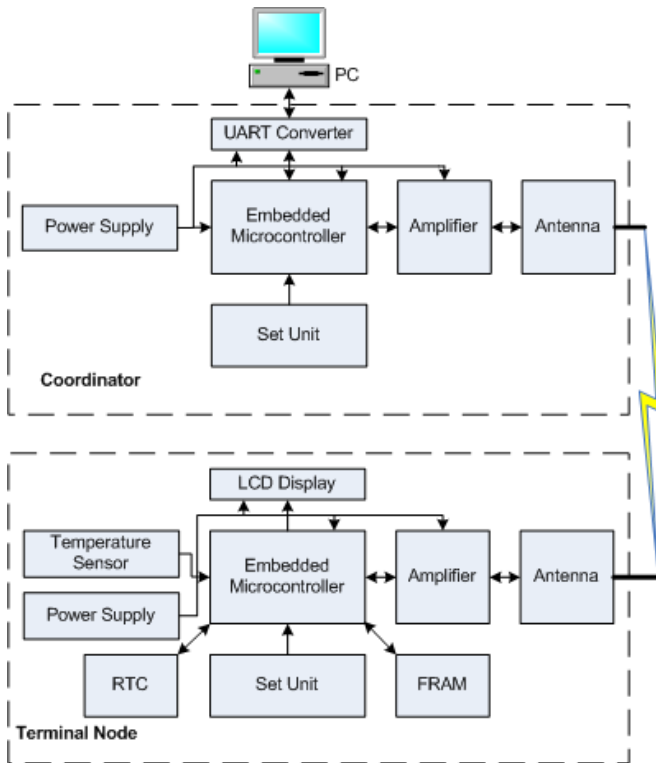 PC
UART Converter
Power Supply
Embedded
Microcontroller
Amplifier
Antenna
Set Unit
Coordinator
LCD Display
Temperature
Sensor
Embedded
Microcontroller
Amplifier
Antenna
Power Supply
RTC
Set Unit
FRAM
Terminal Node